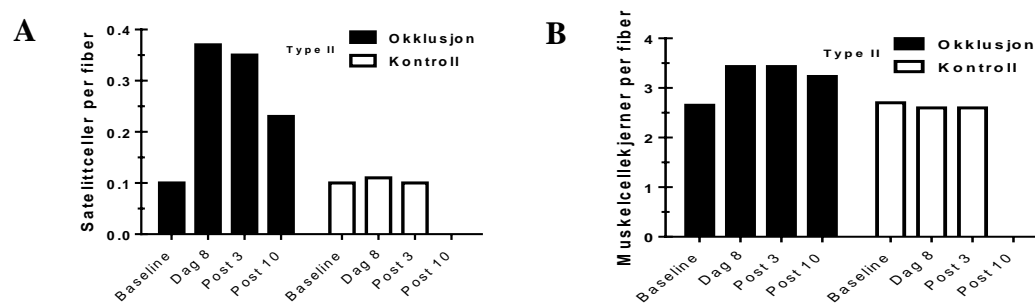 A
Satelittceller per fiber
0.4
0.3
0.2
0.1
0.0
Type II
Okklusjon
Kontroll
Baseline
Dag 8
Post 3
Post 10
Baseline
Dag 8
Post 3
Post 10
B
Muskelcellekjerner per fiber
4
3
2
1
0
Type II
Okklusjon
Kontroll
Baseline
Dag 8
Post 3
Post 10
Baseline
Dag 8
Post 3
Post 10